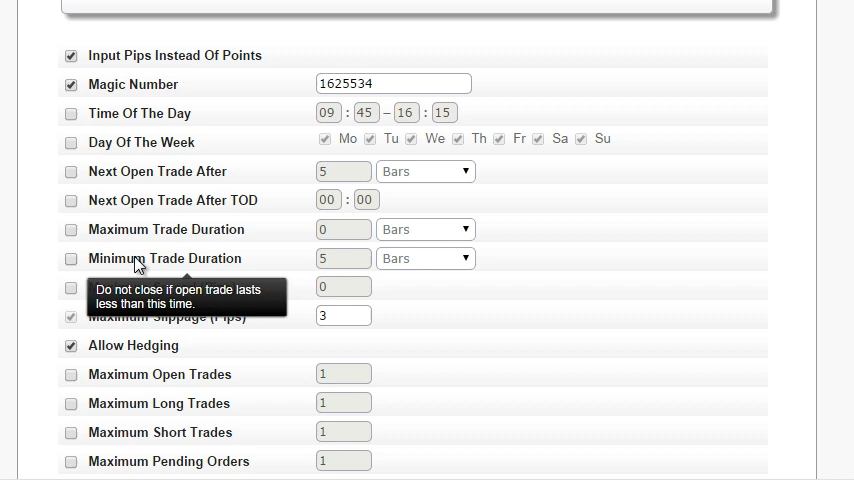 Input Pips Instead Of Points
Magic Number 1625534
Time Of The Day 09 : 45 – 16 : 15
Day Of The Week Mo Tu We Th Fr Sa Su
Next Open Trade After 5 Bars
Next Open Trade After TOD 00 : 00
Maximum Trade Duration 0 Bars
Minimum Trade Duration 5 Bars
Do not close if open trade lasts
less than this time.
0
Maximum Slippage (Pips) 3
Allow Hedging
Maximum Open Trades 1
Maximum Long Trades 1
Maximum Short Trades 1
Maximum Pending Orders 1